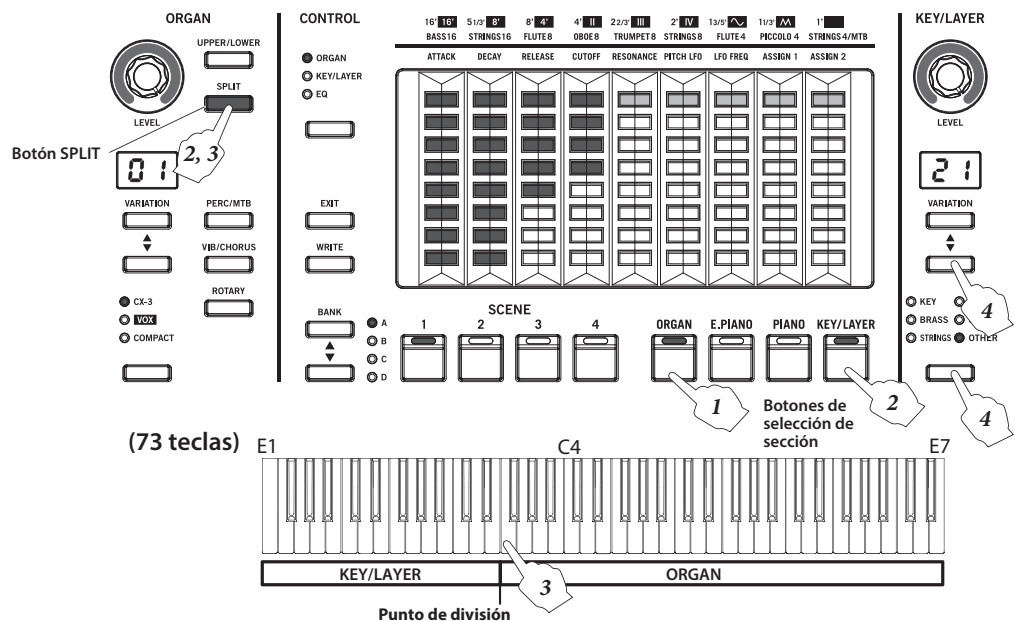 ORGAN
UPPER/LOWER
SPLIT
LEVEL
Botón SPLIT
2, 3
01
VARIATION
PERC/MTB
VIB/CHORUS
ROTARY
CX-3
VOX
COMPACT
CONTROL
ORGAN
KEY/LAYER
EQ
EXIT
WRITE
BANK
A
B
C
D
16' 16' 5 1/3' 8' 8' 4' 4' II 2 2/3' III 2' IV 1 3/5' 1 1/3' 1'
BASS16 STRINGS16 FLUTE8 OBOE8 TRUMPET8 STRINGS8 FLUTE4 PICCOLO 4 STRINGS4/MTB
ATTACK DECAY RELEASE CUTOFF RESONANCE PITCH LFO LFO FREQ ASSIGN 1 ASSIGN 2
SCENE
1 2 3 4
ORGAN E.PIANO PIANO KEY/LAYER
1
2
Botones de
selección de
sección
KEY/LAYER
LEVEL
21
VARIATION
4
KEY
BRASS
STRINGS OTHER
4
(73 teclas)
E1 C4 E7
3
KEY/LAYER ORGAN
Punto de división